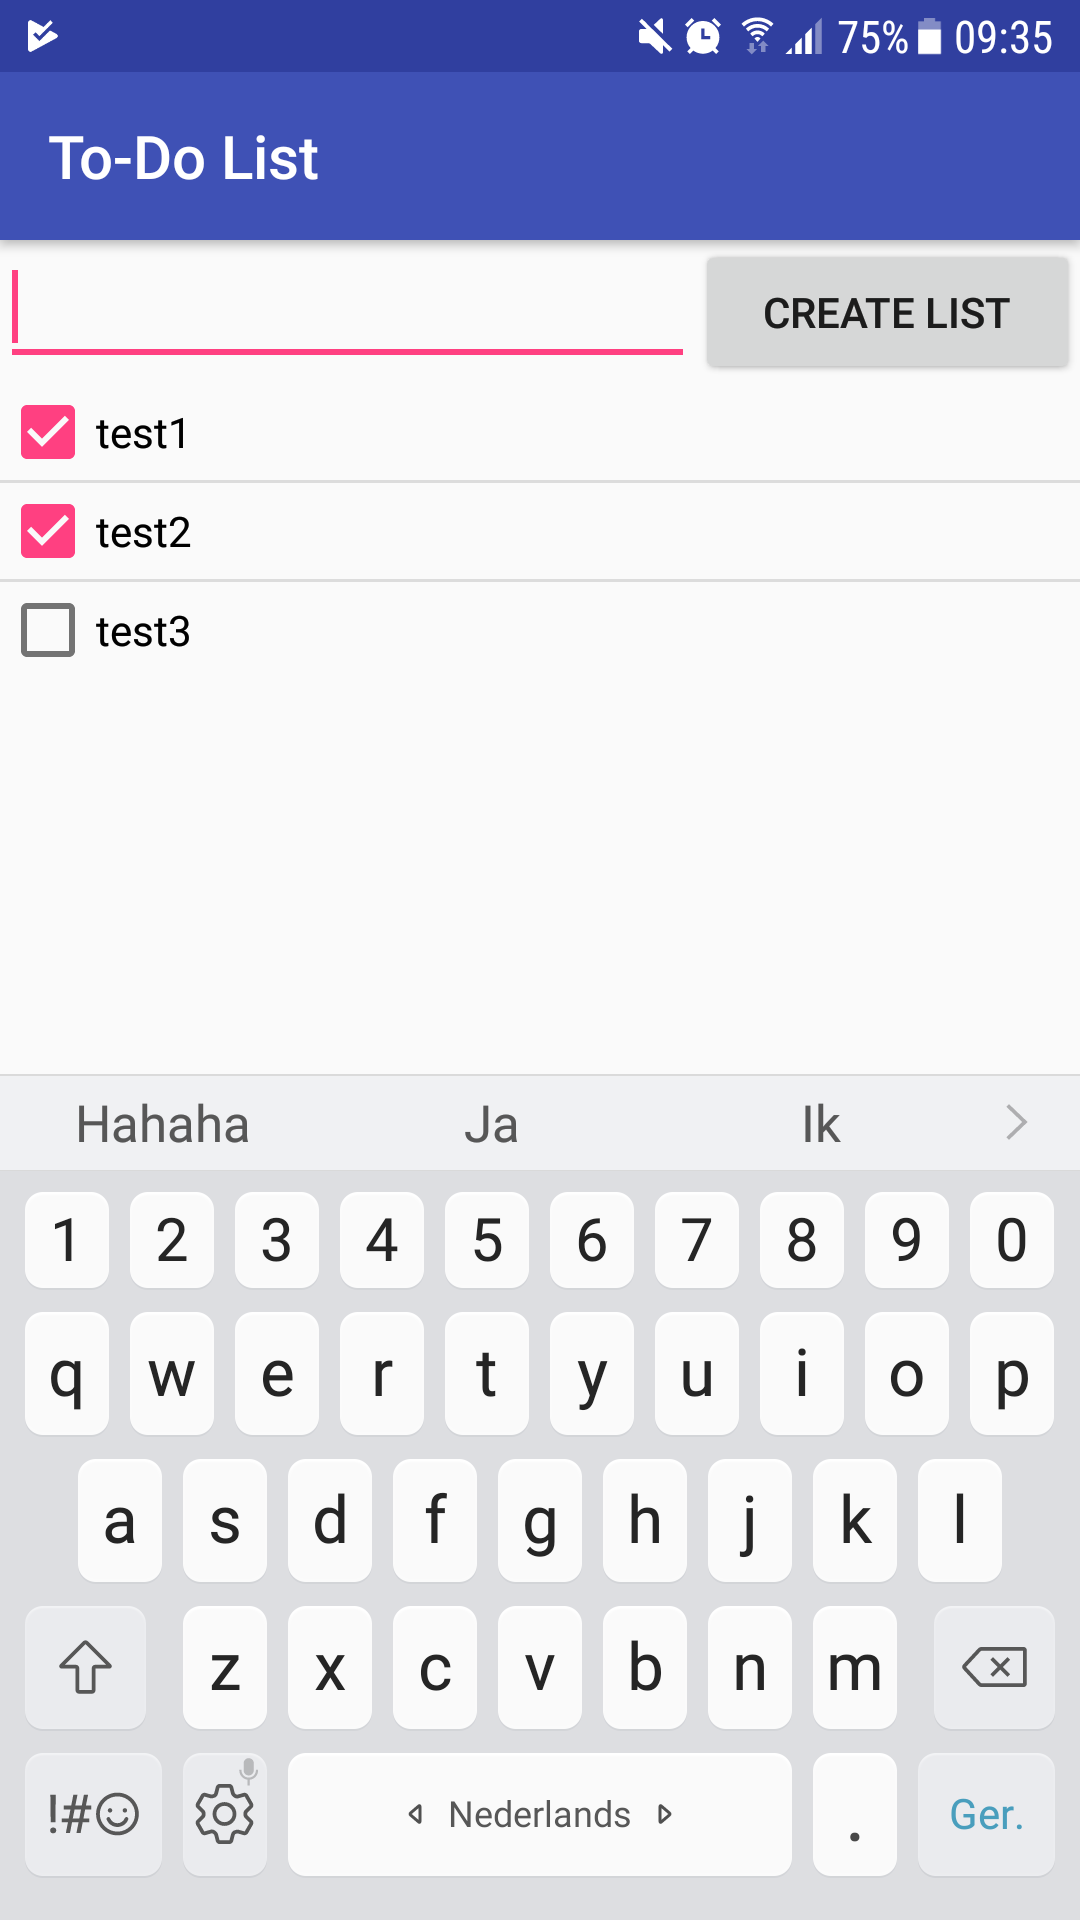 75% 09:35
To-Do List
CREATE LIST
test1
test2
test3
Hahaha Ja Ik
1 2 3 4 5 6 7 8 9 0
q w e r t y u i o p
a s d f g h j k l
z x c v b n m
!#☺ Nederlands . Ger.